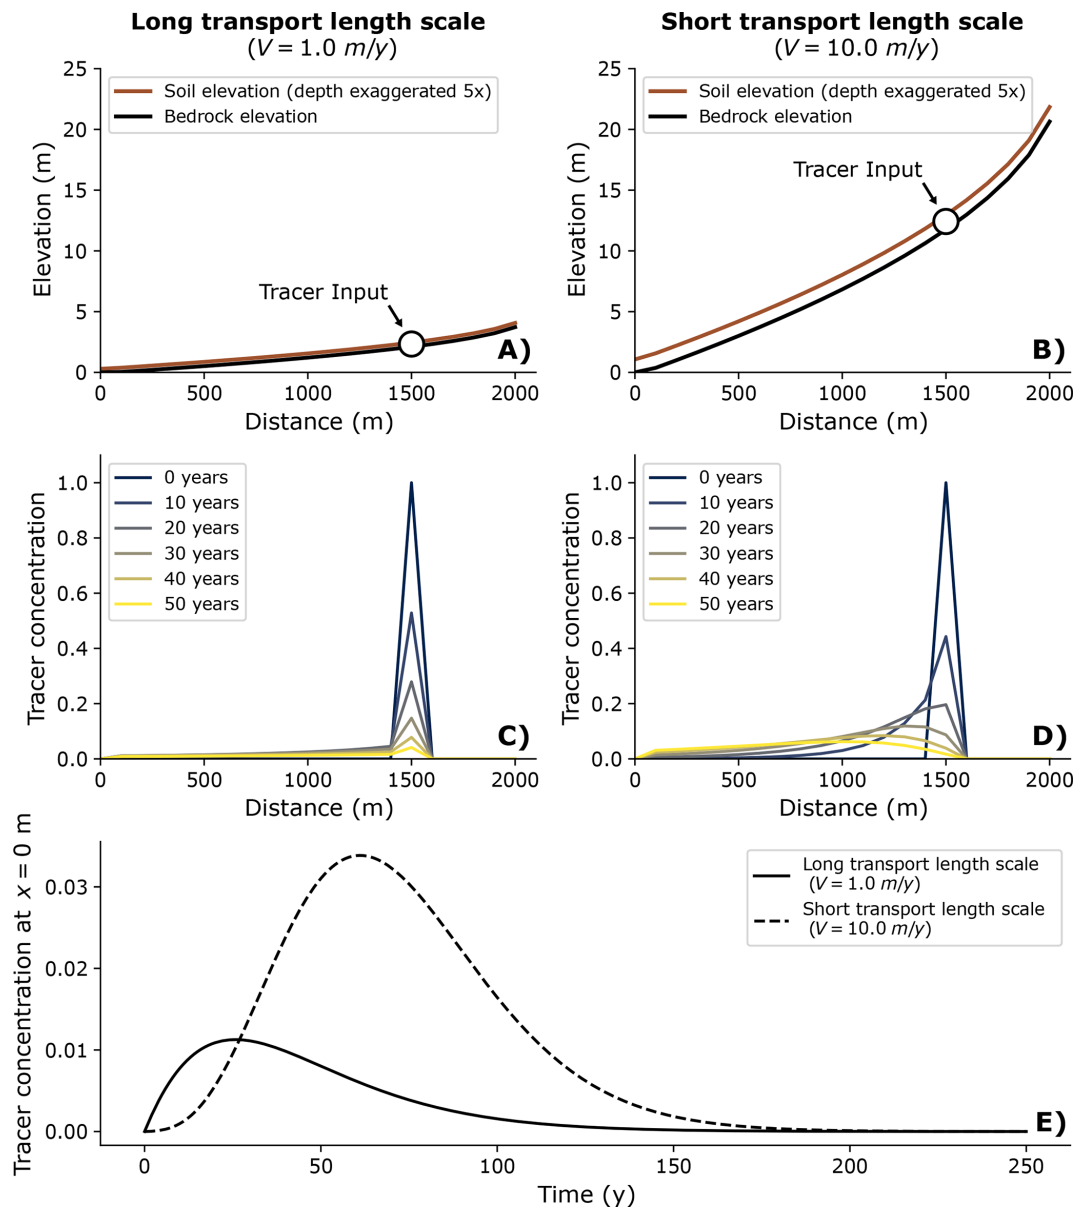 Long transport length scale
(V = 1.0 m/y)
Short transport length scale
(V = 10.0 m/y)
25
20
15
10
5
0
Elevation (m)
Soil elevation (depth exaggerated 5x)
Bedrock elevation
Tracer Input
A)
0 500 1000 1500 2000
Distance (m)
25
20
15
10
5
0
Elevation (m)
Soil elevation (depth exaggerated 5x)
Bedrock elevation
Tracer Input
B)
0 500 1000 1500 2000
Distance (m)
1.0
0.8
0.6
0.4
0.2
0.0
Tracer concentration
0 years
10 years
20 years
30 years
40 years
50 years
C)
0 500 1000 1500 2000
Distance (m)
1.0
0.8
0.6
0.4
0.2
0.0
Tracer concentration
0 years
10 years
20 years
30 years
40 years
50 years
D)
0 500 1000 1500 2000
Distance (m)
Tracer concentration at x = 0 m
0.03
0.02
0.01
0.00
Long transport length scale
(V = 1.0 m/y)
Short transport length scale
(V = 10.0 m/y)
E)
0 50 100 150 200 250
Time (y)